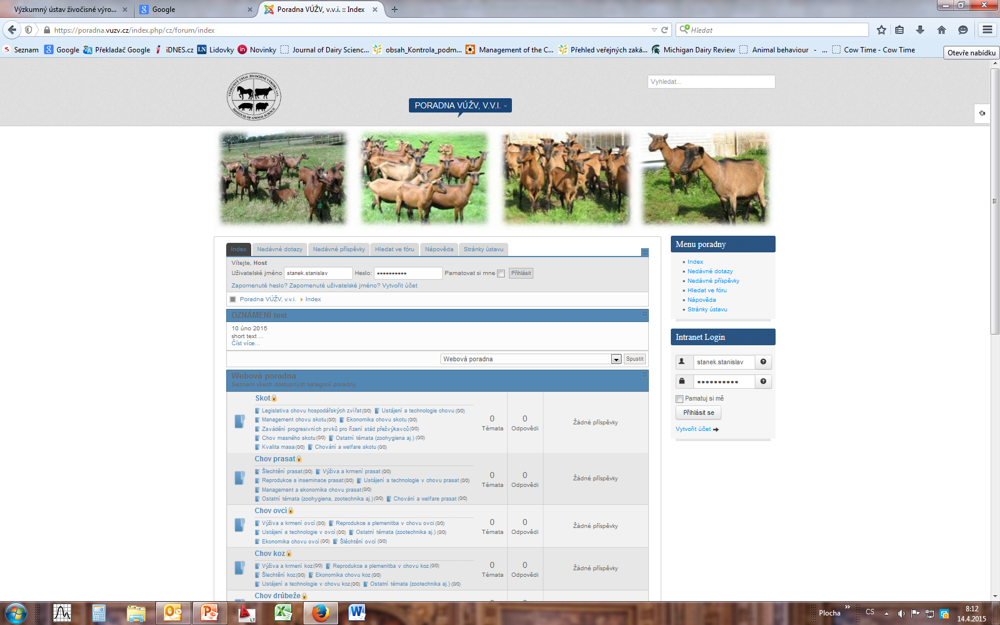 Výzkumný ústav živočisné výro...
Google
Poradna VÚŽV, v.v.i. :: Index
https://poradna.vuzv.cz/index.php/cz/forum/index
Hledat
Seznam
Google
Překladač Google
iDNES.cz
LN Lidovky
in Novinky
Journal of Dairy Scienc...
obsah_Kontrola_podm...
Management of the C...
Přehled veřejných zaká...
Michigan Dairy Review
Animal behaviour - ...
Cow Time - Cow Time
Otevře nabídku
INSTITUTE OF ANIMAL SCIENCE
Vyhledat...
PORADNA VÚŽV, V.V.I.
Index
Nedávné dotazy
Nedávné příspěvky
Hledat ve fóru
Nápověda
Stránky ústavu
Vítejte, Host
Uživatelské jméno stanek.stanislav Heslo: •••••••••• Pamatovat si mne Přihlásit
Zapomenuté heslo? Zapomenuté uživatelské jméno? Vytvořit účet
Poradna VÚŽV, v.v.i. Index
OZNÁMENÍ test
10 úno 2015
short text ...
Číst více...
Webová poradna Spustit
Webová poradna
Seznam všech dostupných kategorií poradny.
Skot
Legislativa chovu hospodářských zvířat (0/0) Ustájení a technologie chovu (0/0)
Management chovu skotu (0/0) Ekonomika chovu skotu (0/0)
Zavádění progresivních prvků pro řízení stád přežvýkavců (0/0)
Chov masného skotu (0/0) Ostatní témata (zoohygiena aj.) (0/0)
Kvalita masa (0/0) Chování a welfare skotu (0/0)
0 Témata
0 Odpovědi
Žádné příspěvky
Chov prasat
Šlechtění prasat (0/0) Výživa a krmení prasat (0/0)
Reprodukce a inseminace prasat (0/0) Ustájení a technologie v chovu prasat (0/0)
Management a ekonomika chovu prasat (0/0)
Ostatní témata (zoohygiena, zootechnika aj.) (0/0) Chování a welfare prasat (0/0)
0 Témata
0 Odpovědi
Žádné příspěvky
Chov ovcí
Výživa a krmení ovcí (0/0) Reprodukce a plemenitba v chovu ovcí (0/0)
Ustájení a technologie v ovcí (0/0) Ostatní témata (zootechnika aj.) (0/0)
Ekonomika chovu ovcí (0/0) Šlěchtění ovcí (0/0)
0 Témata
0 Odpovědi
Žádné příspěvky
Chov koz
Výživa a krmení koz (0/0) Reprodukce a plemenitba v chovu koz (0/0)
Šlechtění koz (0/0) Ekonomika chovu koz (0/0)
Ustájení a technologie v chovu koz (0/0) Ostatní témata (zootechnika aj.) (0/0)
0 Témata
0 Odpovědi
Žádné příspěvky
Chov drůbeže
Menu poradny
Index
Nedávné dotazy
Nedávné příspěvky
Hledat ve fóru
Nápověda
Stránky ústavu
Intranet Login
stanek.stanislav
••••••••••
Pamatuj si mě
Přihlásit se
Vytvořit účet
LT
Plocha
CS
8:12
14.4.2015